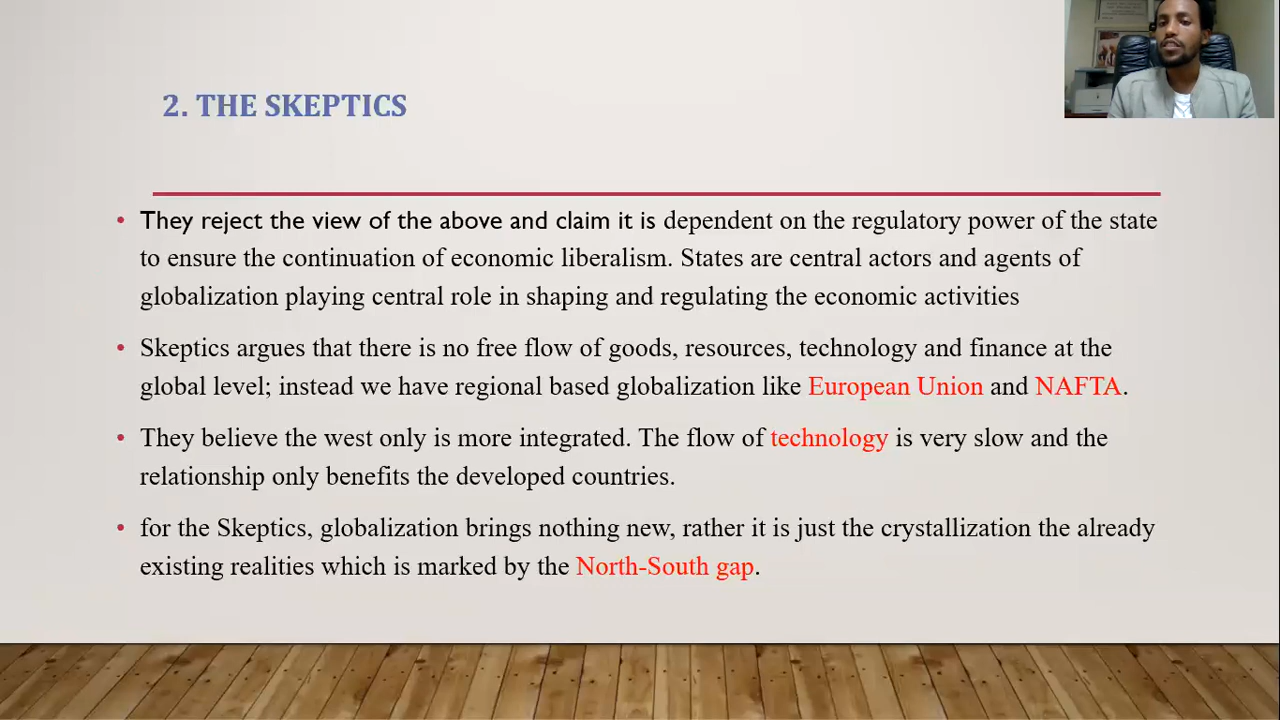 2. THE SKEPTICS
• They reject the view of the above and claim it is dependent on the regulatory power of the state
to ensure the continuation of economic liberalism. States are central actors and agents of
globalization playing central role in shaping and regulating the economic activities
• Skeptics argues that there is no free flow of goods, resources, technology and finance at the
global level; instead we have regional based globalization like European Union and NAFTA.
• They believe the west only is more integrated. The flow of technology is very slow and the
relationship only benefits the developed countries.
• for the Skeptics, globalization brings nothing new, rather it is just the crystallization the already
existing realities which is marked by the North-South gap.